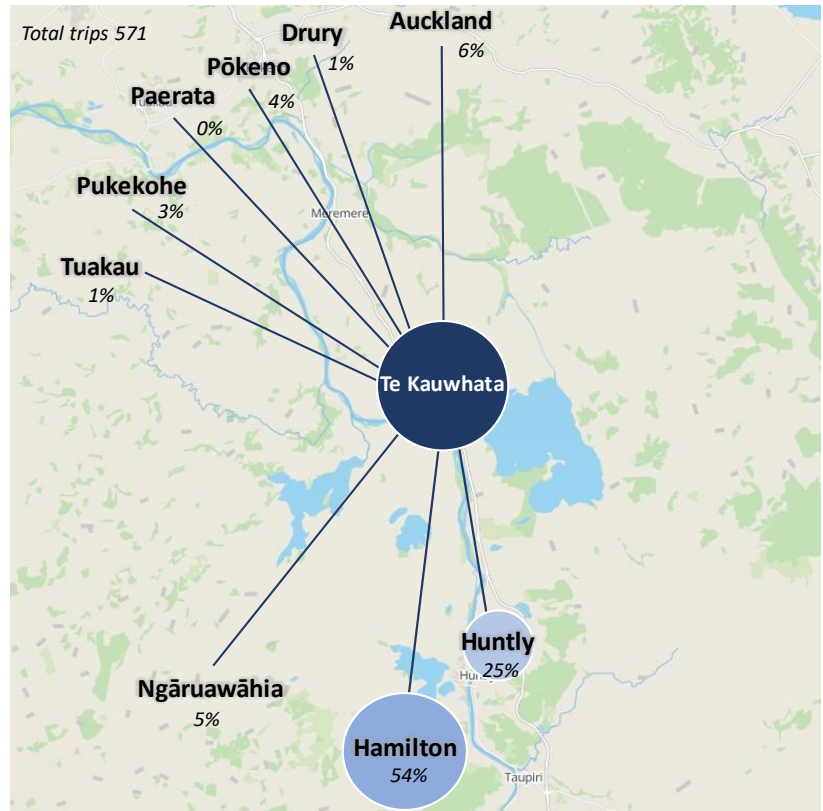 Total trips 571
Drury
1%
Auckland
6%
Pōkeno
4%
Paerata
0%
Pukekohe
3%
Meremere
Tuakau
1%
Te Kauwhata
Huntly
25%
Ngāruawāhia
5%
Hamilton
54%
Taupiri